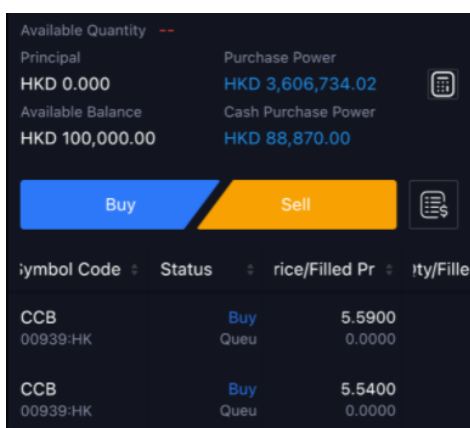 Available Quantity --
Principal Purchase Power
HKD 0.000 HKD 3,606,734.02
Available Balance Cash Purchase Power
HKD 100,000.00 HKD 88,870.00
Buy Sell
Symbol Code Status rice/Filled Pr ty/Fille
CCB Buy 5.5900
00939:HK Queu 0.0000
CCB Buy 5.5400
00939:HK Queu 0.0000